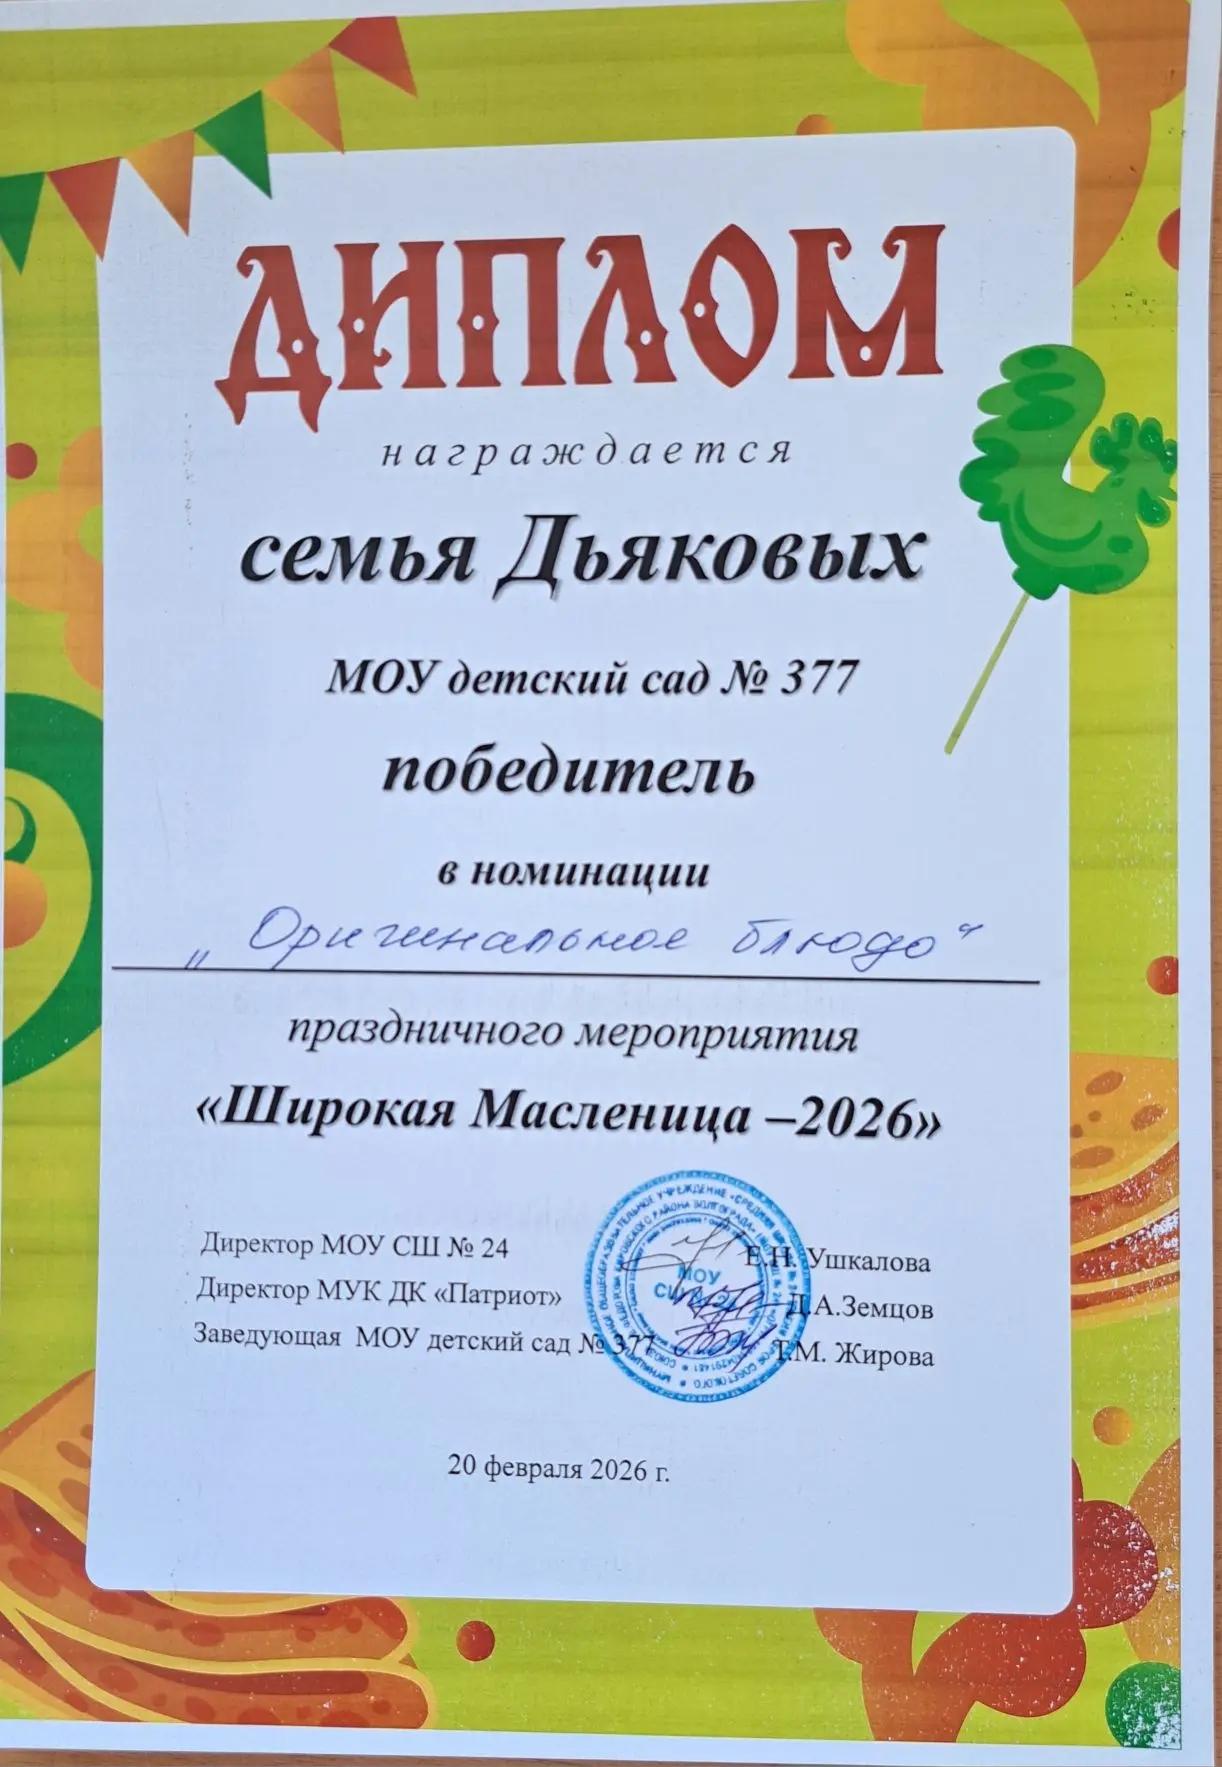 ДИПЛОМ
награждается
семья Дьяковых
МОУ детский сад № 377
победитель
в номинации
„Оригинальное блюдо“
праздничного мероприятия
«Широкая Масленица –2026»
Директор МОУ СШ № 24 Е.Н. Ушкалова
Директор МУК ДК «Патриот» Д.А.Земцов
Заведующая МОУ детский сад № 377 Т.М. Жирова
МОУ
20 февраля 2026 г.